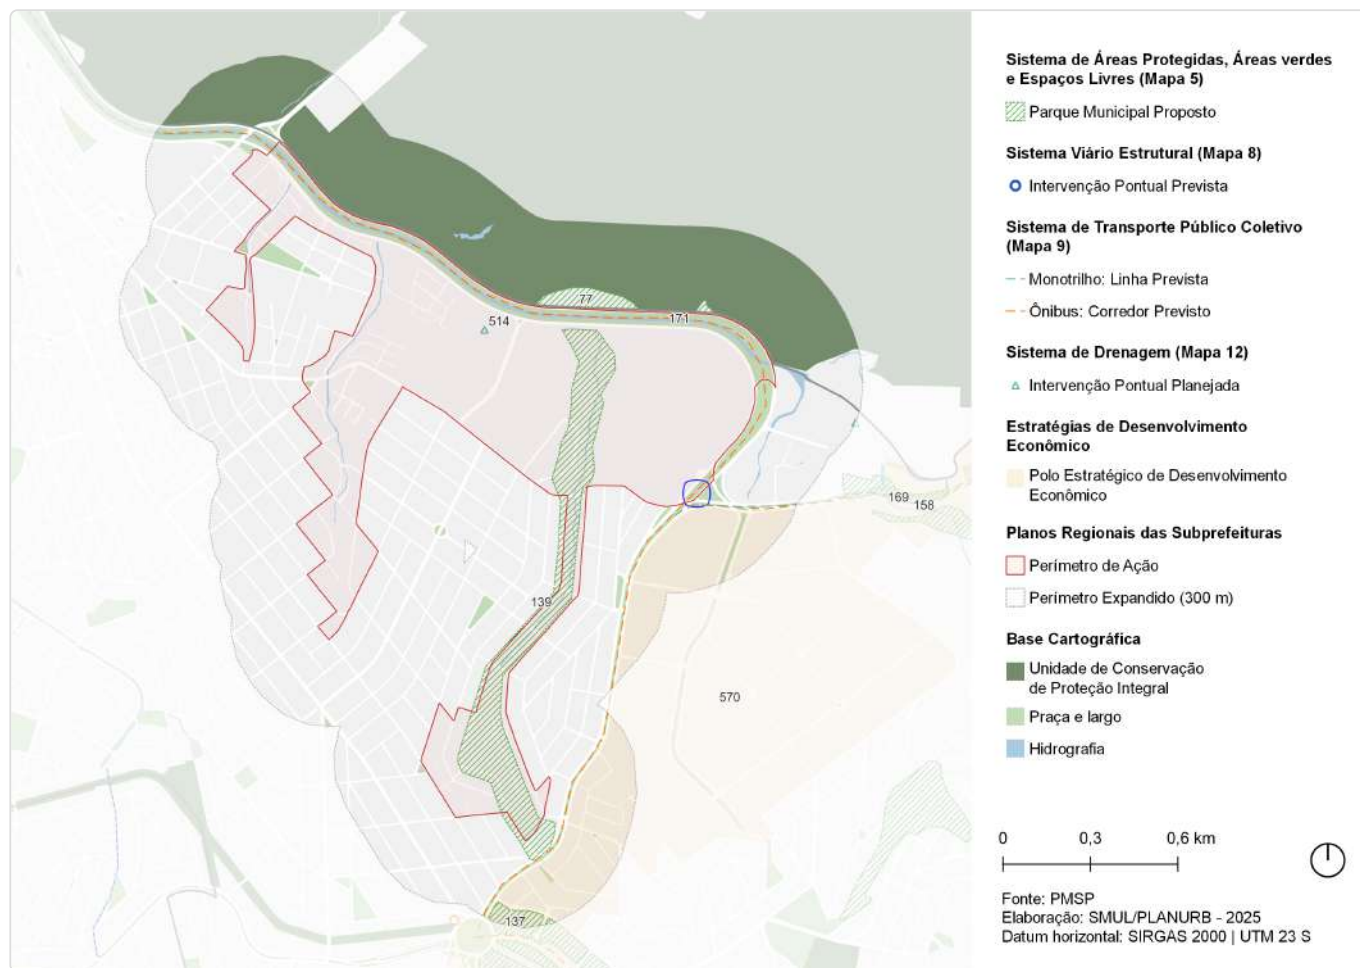 Sistema de Áreas Protegidas, Áreas verdes
e Espaços Livres (Mapa 5)
Parque Municipal Proposto
Sistema Viário Estrutural (Mapa 8)
Intervenção Pontual Prevista
Sistema de Transporte Público Coletivo
(Mapa 9)
Monotrilho: Linha Prevista
Ônibus: Corredor Previsto
Sistema de Drenagem (Mapa 12)
Intervenção Pontual Planejada
Estratégias de Desenvolvimento
Econômico
Polo Estratégico de Desenvolvimento
Econômico
Planos Regionais das Subprefeituras
Perímetro de Ação
Perímetro Expandido (300 m)
Base Cartográfica
Unidade de Conservação
de Proteção Integral
Praça e largo
Hidrografia
0 0,3 0,6 km
Fonte: PMSP
Elaboração: SMUL/PLANURB - 2025
Datum horizontal: SIRGAS 2000 | UTM 23 S
77
514
171
169
158
139
570
137